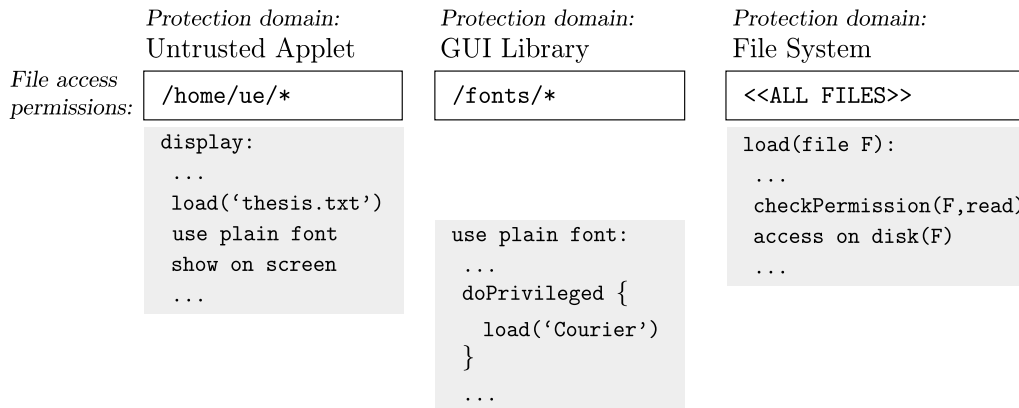 Protection domain:
Untrusted Applet
Protection domain:
GUI Library
Protection domain:
File System
File access
permissions:
/home/ue/*
/fonts/*
<<ALL FILES>>
display:
...
load(‘thesis.txt’)
use plain font
show on screen
...
use plain font:
...
doPrivileged {
load(‘Courier’)
}
...
load(file F):
...
checkPermission(F,read)
access on disk(F)
...